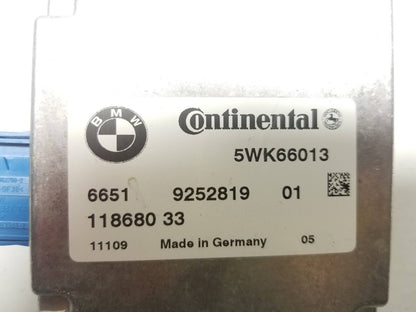 BMW
Continental
5WK66013
6651 9252819 01
118680 33
11109 Made in Germany 05